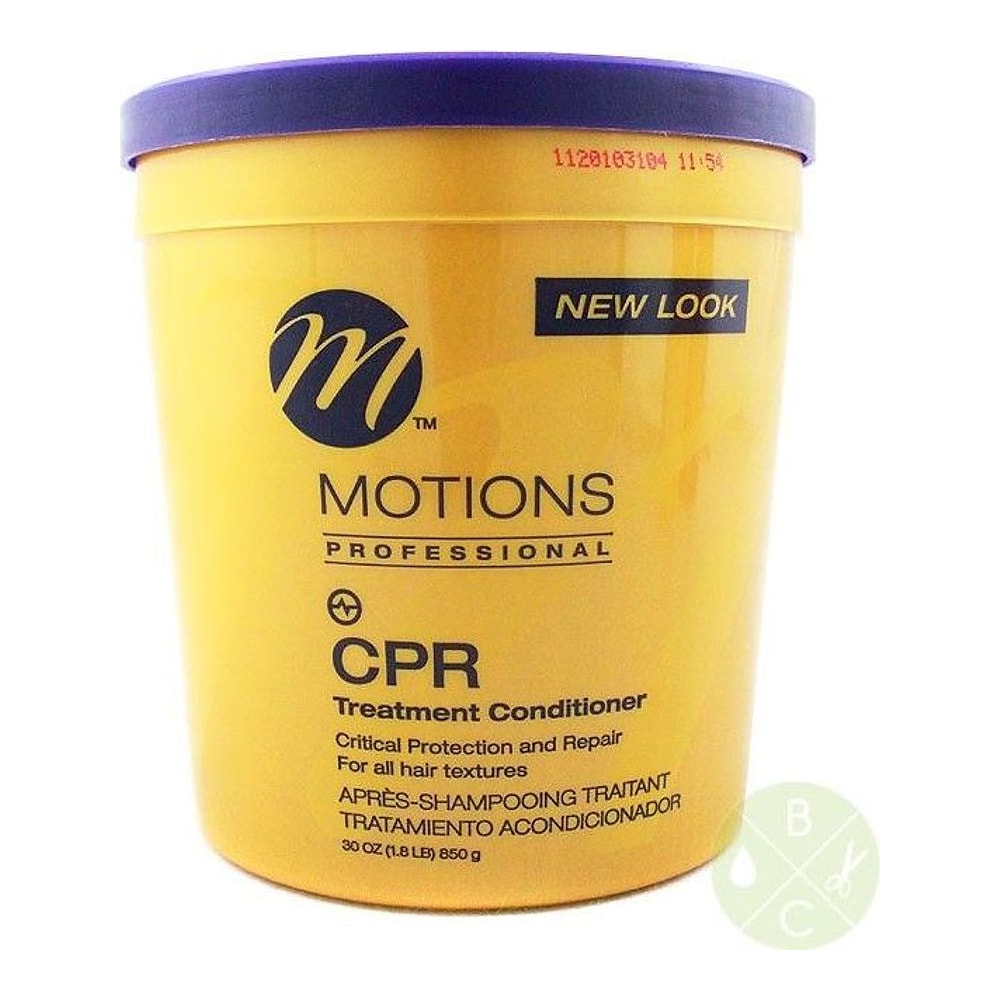 1120103104 11:54
NEW LOOK
m
TM
MOTIONS
PROFESSIONAL
CPR
Treatment Conditioner
Critical Protection and Repair
For all hair textures
APRÈS-SHAMPOOING TRAITANT
TRATAMIENTO ACONDICIONADOR
30 OZ (1.8 LB) 850 g
B
C